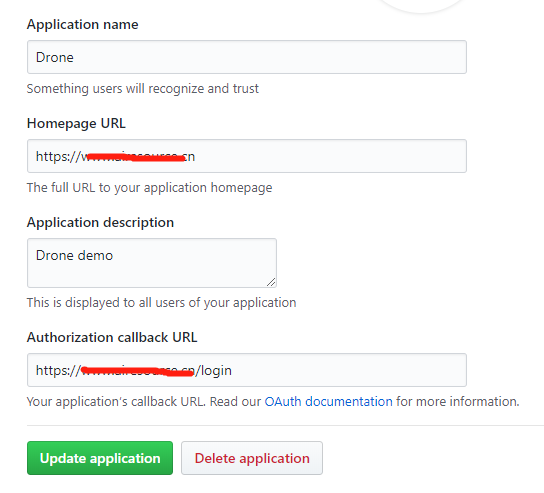 Application name
Drone
Something users will recognize and trust
Homepage URL
https://
The full URL to your application homepage
Application description
Drone demo
This is displayed to all users of your application
Authorization callback URL
https:// /login
Your application's callback URL. Read our OAuth documentation for more information.
Update application
Delete application